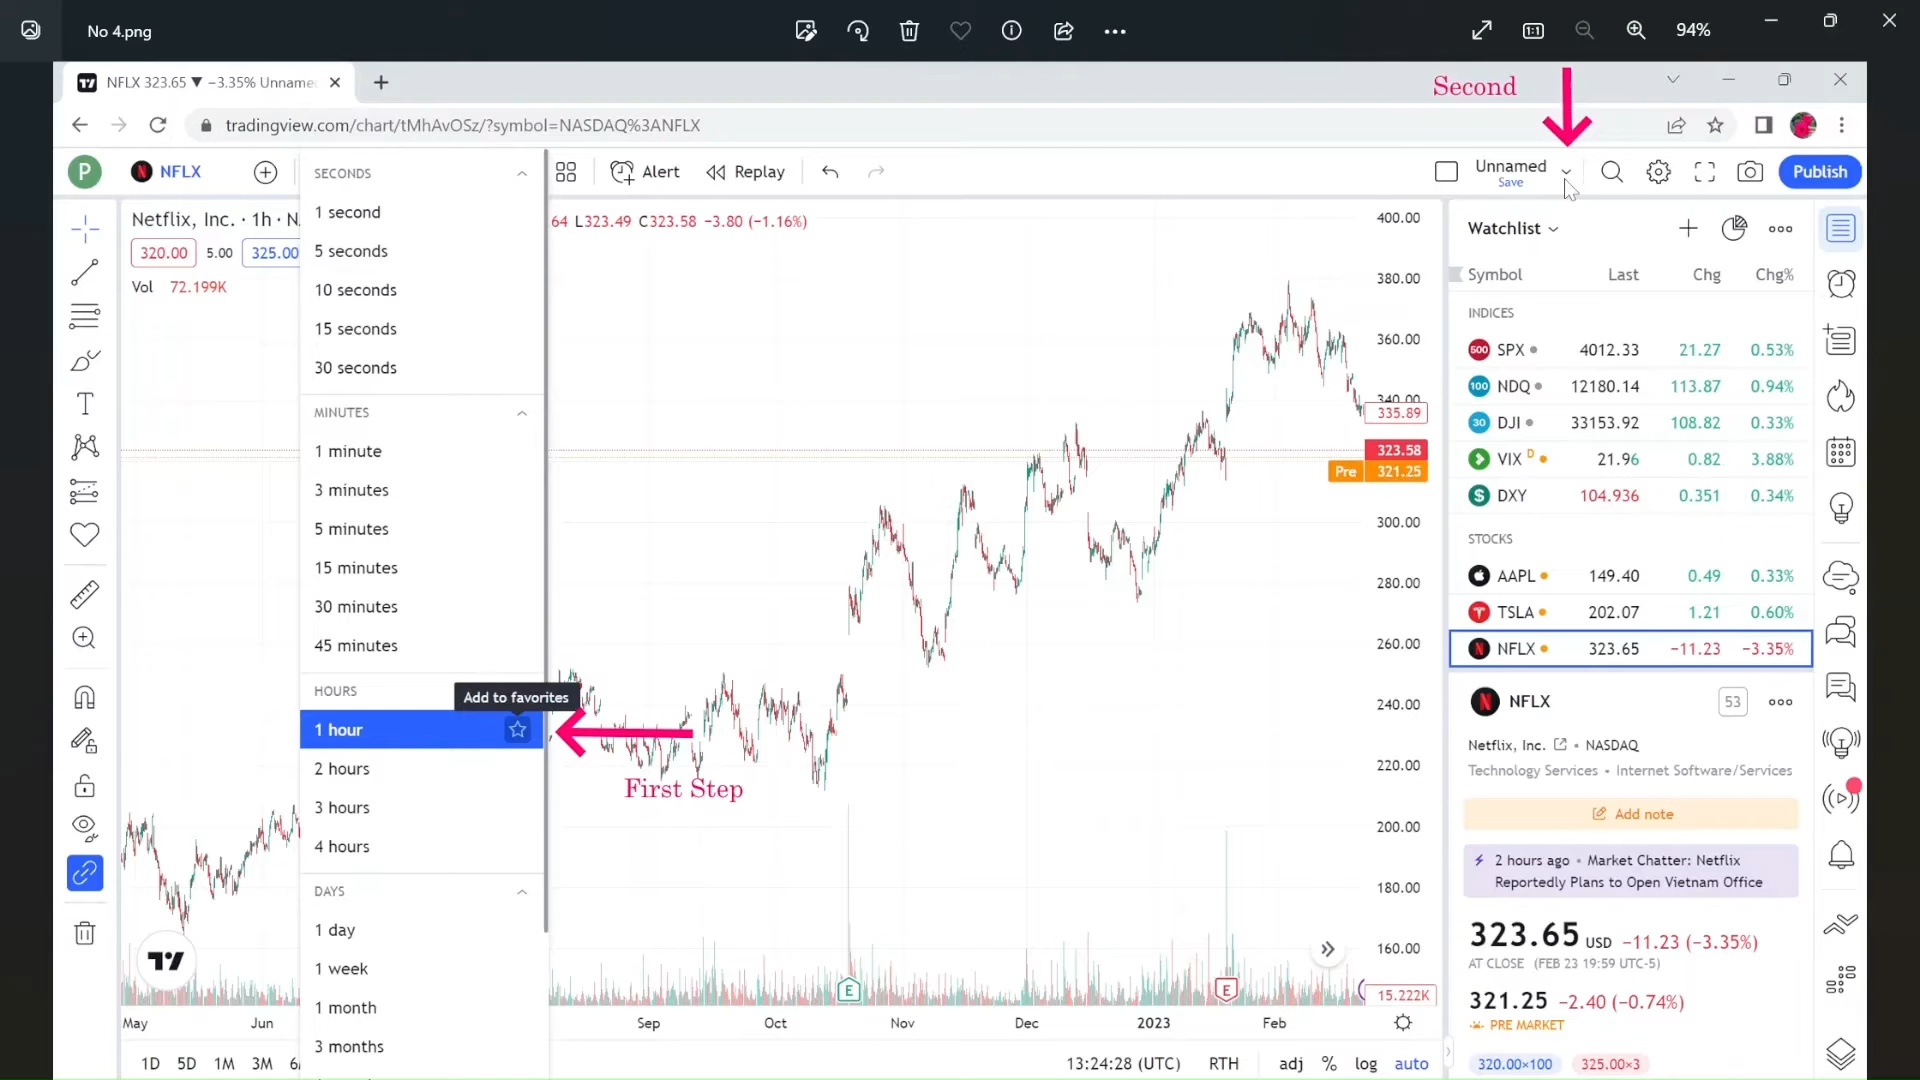 No 4.png
94%
NFLX 323.65 ▼ −3.35% Unname
Second
tradingview.com/chart/tMhAvOSz/?symbol=NASDAQ%3ANFLX
P
NFLX
Alert
Replay
Unnamed
Save
Publish
Netflix, Inc. · 1h · N
64 L323.49 C323.58 −3.80 (−1.16%)
320.00 5.00 325.00
Vol 72.199K
SECONDS
1 second
5 seconds
10 seconds
15 seconds
30 seconds
MINUTES
1 minute
3 minutes
5 minutes
15 minutes
30 minutes
45 minutes
HOURS
Add to favorites
1 hour
2 hours
3 hours
4 hours
DAYS
1 day
1 week
1 month
3 months
First Step
400.00
380.00
360.00
340.00
335.89
323.58
Pre 321.25
300.00
280.00
260.00
240.00
220.00
200.00
180.00
160.00
15.222K
E
E
May Jun Sep Oct Nov Dec 2023 Feb
1D 5D 1M 3M 6
13:24:28 (UTC) RTH adj % log auto
Watchlist
Symbol Last Chg Chg%
INDICES
500 SPX 4012.33 21.27 0.53%
100 NDQ 12180.14 113.87 0.94%
30 DJI 33153.92 108.82 0.33%
VIX D 21.96 0.82 3.88%
$ DXY 104.936 0.351 0.34%
STOCKS
AAPL 149.40 0.49 0.33%
TSLA 202.07 1.21 0.60%
NFLX 323.65 −11.23 −3.35%
NFLX 53
Netflix, Inc. • NASDAQ
Technology Services • Internet Software/Services
Add note
2 hours ago • Market Chatter: Netflix
Reportedly Plans to Open Vietnam Office
323.65 USD −11.23 (−3.35%)
AT CLOSE (FEB 23 19:59 UTC-5)
321.25 −2.40 (−0.74%)
PRE MARKET
320.00×100 325.00×3